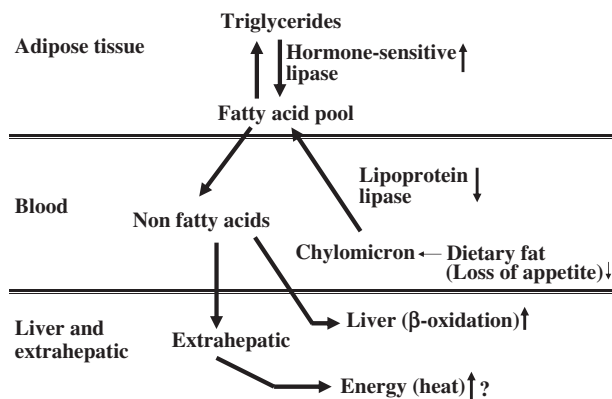 Triglycerides
Adipose tissue
Hormone-sensitive
lipase
Fatty acid pool
Lipoprotein
lipase
Blood
Non fatty acids
Chylomicron ← Dietary fat
(Loss of appetite)↓
Liver and
extrahepatic
Liver (β-oxidation)↑
Extrahepatic
Energy (heat)↑?